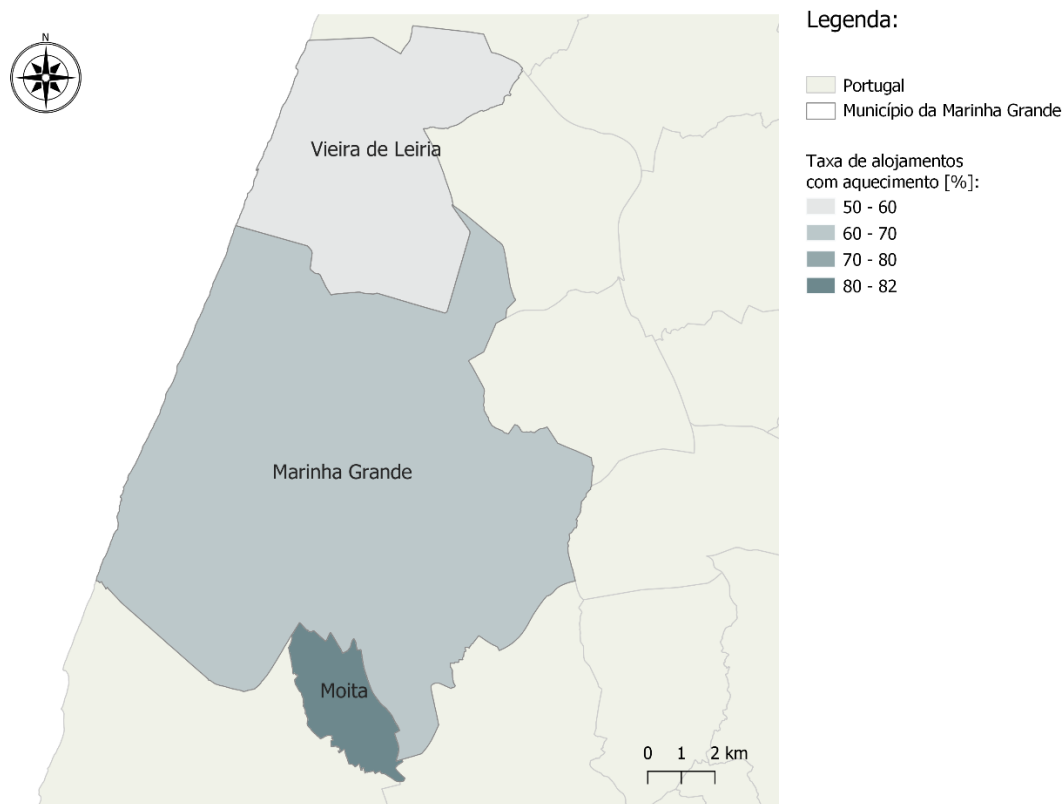 N
Legenda:
Portugal
Município da Marinha Grande
Taxa de alojamentos
com aquecimento [%]:
50 - 60
60 - 70
70 - 80
80 - 82
Vieira de Leiria
Marinha Grande
Moita
0 1 2 km